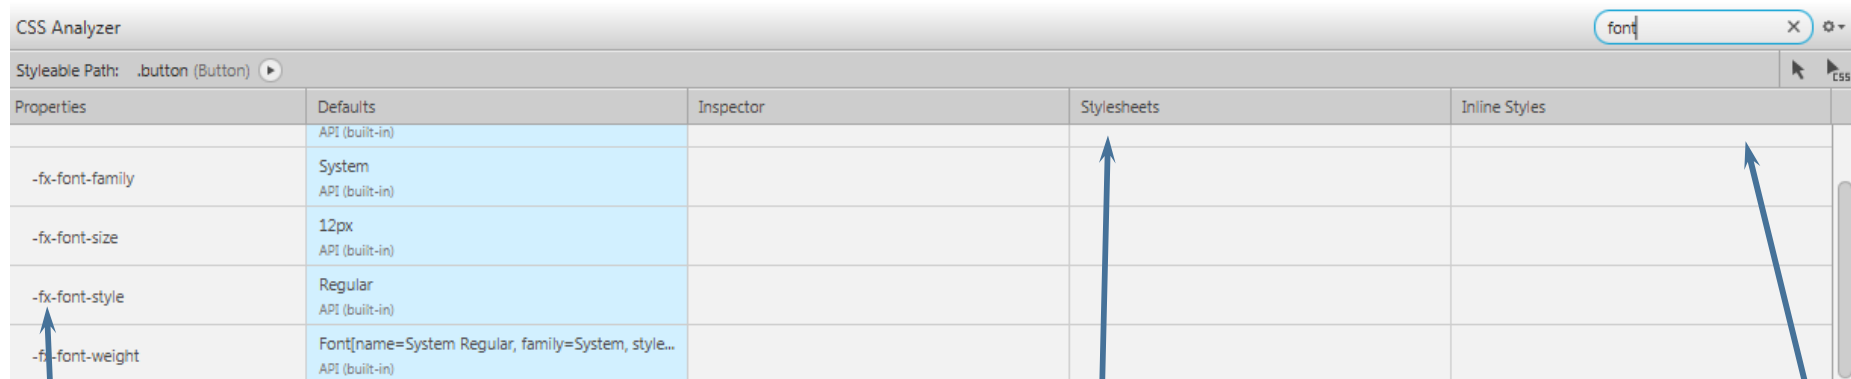 CSS Analyzer font
Styleable Path: .button (Button) CSS
Properties Defaults Inspector Stylesheets Inline Styles
API (built-in)
System
-fx-font-family
API (built-in)
12px
-fx-font-size
API (built-in)
Regular
-fx-font-style
API (built-in)
Font[name=System Regular, family=System, style...
-fx-font-weight
API (built-in)